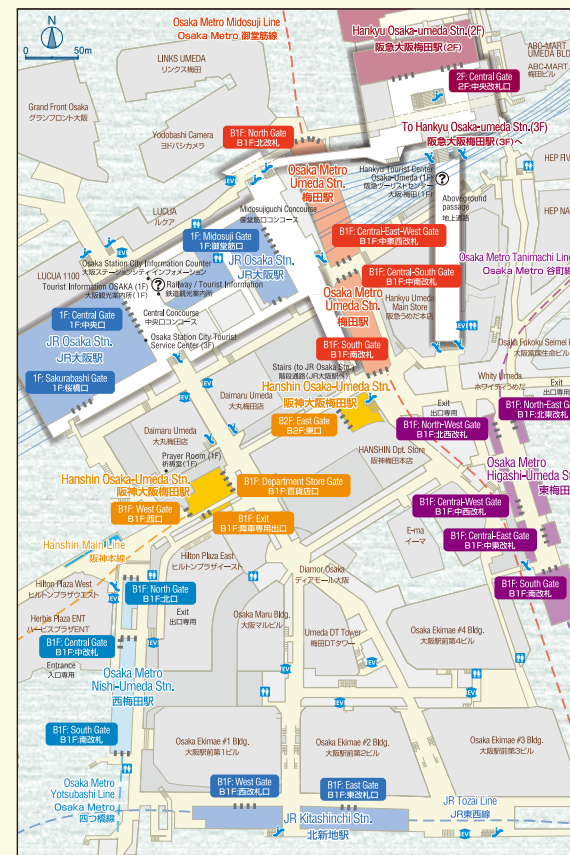 Osaka Metro Midosuji Line
Osaka Metro 御堂筋線
Hankyu Osaka-umeda Stn.(2F)
阪急大阪梅田駅(2F)
N
0
50m
LINKS UMEDA
リンクス梅田
ABC-MART
UMEDA BLD
ABC-MART
梅田ビル
2F: Central Gate
2F:中央改札口
Grand Front Osaka
グランフロント大阪
Yodobashi Camera
ヨドバシカメラ
B1F: North Gate
B1F:北改札
To Hankyu Osaka-umeda Stn.(3F)
阪急大阪梅田駅(3F)へ
Osaka Metro
Umeda Stn.
梅田駅
Hankyu Tourist Center
Osaka-Umeda (1F)
阪急ツーリストセンター
大阪・梅田(1F)
?
HEP FIV
Aboveground
passage
地上通路
HEP NA
LUCUA
ルクア
Midosujiguchi Concourse
御堂筋口コンコース
1F: Midosuji Gate
1F:御堂筋口
B1F: Central-East-West Gate
B1F:中東西改札
JR Osaka Stn.
JR大阪駅
Osaka Station City Information Counter
大阪ステーションシティインフォメーション
Osaka Metro Tanimachi Line
Osaka Metro 谷町線
B1F: Central-South Gate
B1F:中南改札
LUCUA 1100
Tourist Information OSAKA (1F)
大阪観光案内所(1F)
?
Railway / Tourist Information
鉄道観光案内所
Osaka Metro
Umeda Stn.
梅田駅
Hankyu Umeda
Main Store
阪急うめだ本店
1F: Central Gate
1F:中央口
Central Concourse
中央口コンコース
JR Osaka Stn.
JR大阪駅
Osaka Station City Tourist
Service Center (3F)
B1F: South Gate
B1F:南改札
Osaka Fokoku Seimei
大阪富国生命ビル
Stairs (to JR Osaka Stn.)
階段通路(JR大阪駅へ)
1F: Sakurabashi Gate
1F:桜橋口
Hanshin Osaka-Umeda Stn.
阪神大阪梅田駅
Whity Umeda
ホワイティうめだ
Exit
出口専用
Daimaru Umeda
大丸梅田店
B1F: North-East Ga
B1F:北東改札
Exit
出口専用
B2F: East Gate
B2F:東口
B1F: North-West Gate
B1F:北西改札
Daimaru Umeda
大丸梅田店
HANSHIN Dpt. Store
阪神梅田本店
Prayer Room (1F)
祈祷室(1F)
Osaka Metro
Higashi-Umeda St
東梅田
Hanshin Osaka-Umeda Stn.
阪神大阪梅田駅
B1F: Department Store Gate
B1F:百貨店口
B1F: West Gate
B1F:西口
B1F: Exit
B1F:降車専用出口
B1F: Central-West Gate
B1F:中西改札
E-ma
イーマ
B1F: Central-East Gate
B1F:中東改札
Hanshin Main Line
阪神本線
Hilton Plaza East
ヒルトンプラザイースト
Diamor Osaka
ディアモール大阪
B1F: South Gate
B1F:南改札
Hilton Plaza West
ヒルトンプラザウエスト
B1F: North Gate
B1F:北口
Exit
出口専用
Osaka Maru Bldg.
大阪マルビル
Herbis Plaza ENT
ハービスプラザENT
Umeda DT Tower
梅田DTタワー
Osaka Ekimae #4 Bldg.
大阪駅前第4ビル
B1F: Central Gate
B1F:中改札
Entrance
入口専用
Osaka Metro
Nishi-Umeda Stn.
西梅田駅
B1F: South Gate
B1F:南改札
Osaka Ekimae #1 Bldg.
大阪駅前第1ビル
Osaka Ekimae #2 Bldg.
大阪駅前第2ビル
Osaka Ekimae #3 Bldg.
大阪駅前第3ビル
Osaka Metro
Yotsubashi Line
Osaka Metro
四つ橋線
B1F: West Gate
B1F:西改札口
B1F: East Gate
B1F:東改札口
JR Tozai Line
JR東西線
JR Kitashinchi Stn.
北新地駅